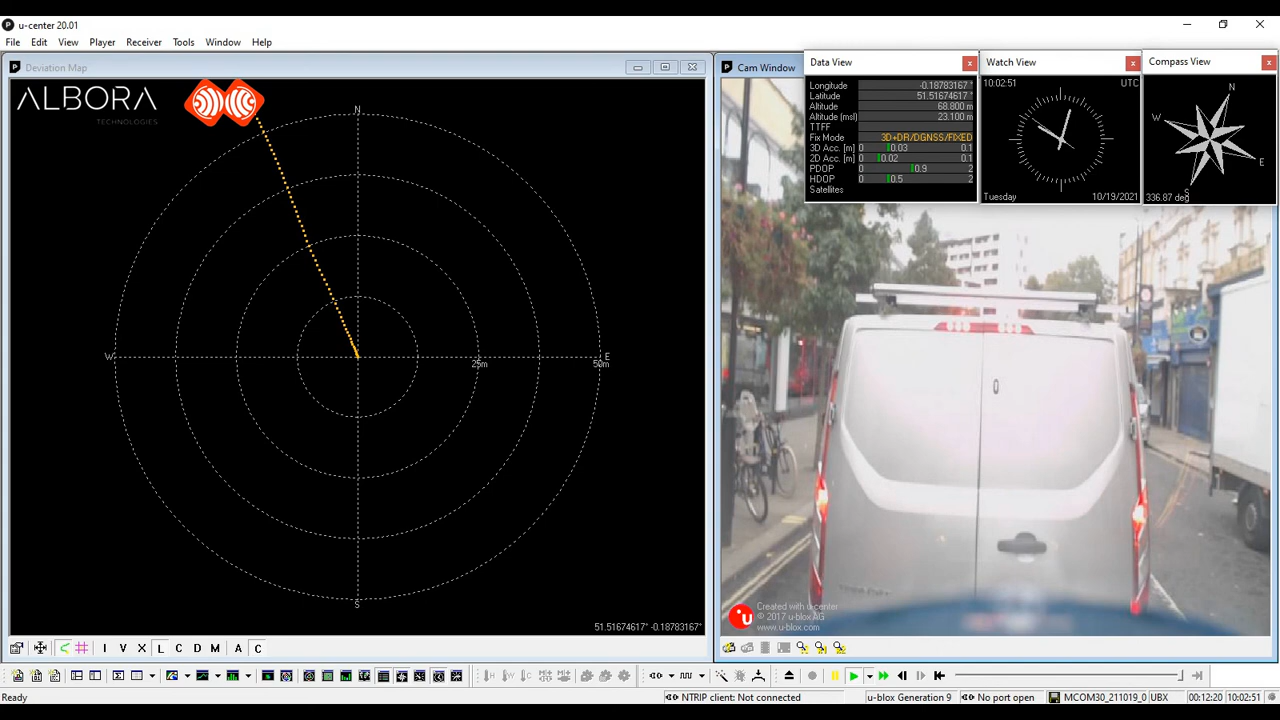 u-center 20.01
File Edit View Player Receiver Tools Window Help
Deviation Map
ALBORA
TECHNOLOGIES
N
W
E
S
25m
50m
51.51674617° -0.18783167°
I V X L C D M A C
Cam Window
Data View
Longitude -0.18783167 °
Latitude 51.51674617 °
Altitude 68.800 m
Altitude (msl) 23.100 m
TTFF
Fix Mode 3D+DR/DGNSS/FIXED
3D Acc. [m] 0 0.03 0.1
2D Acc. [m] 0 0.02 0.1
PDOP 0 0.9 2
HDOP 0 0.5 2
Satellites
Watch View
10:02:51 UTC
Tuesday 10/19/2021
Compass View
N
W
E
S
336.87 deg
Created with u-center
© 2017 u-blox AG
www.u-blox.com
Ready
NTRIP client: Not connected
u-blox Generation 9
No port open
MCOM30_211019_0
UBX
00:12:20
10:02:51